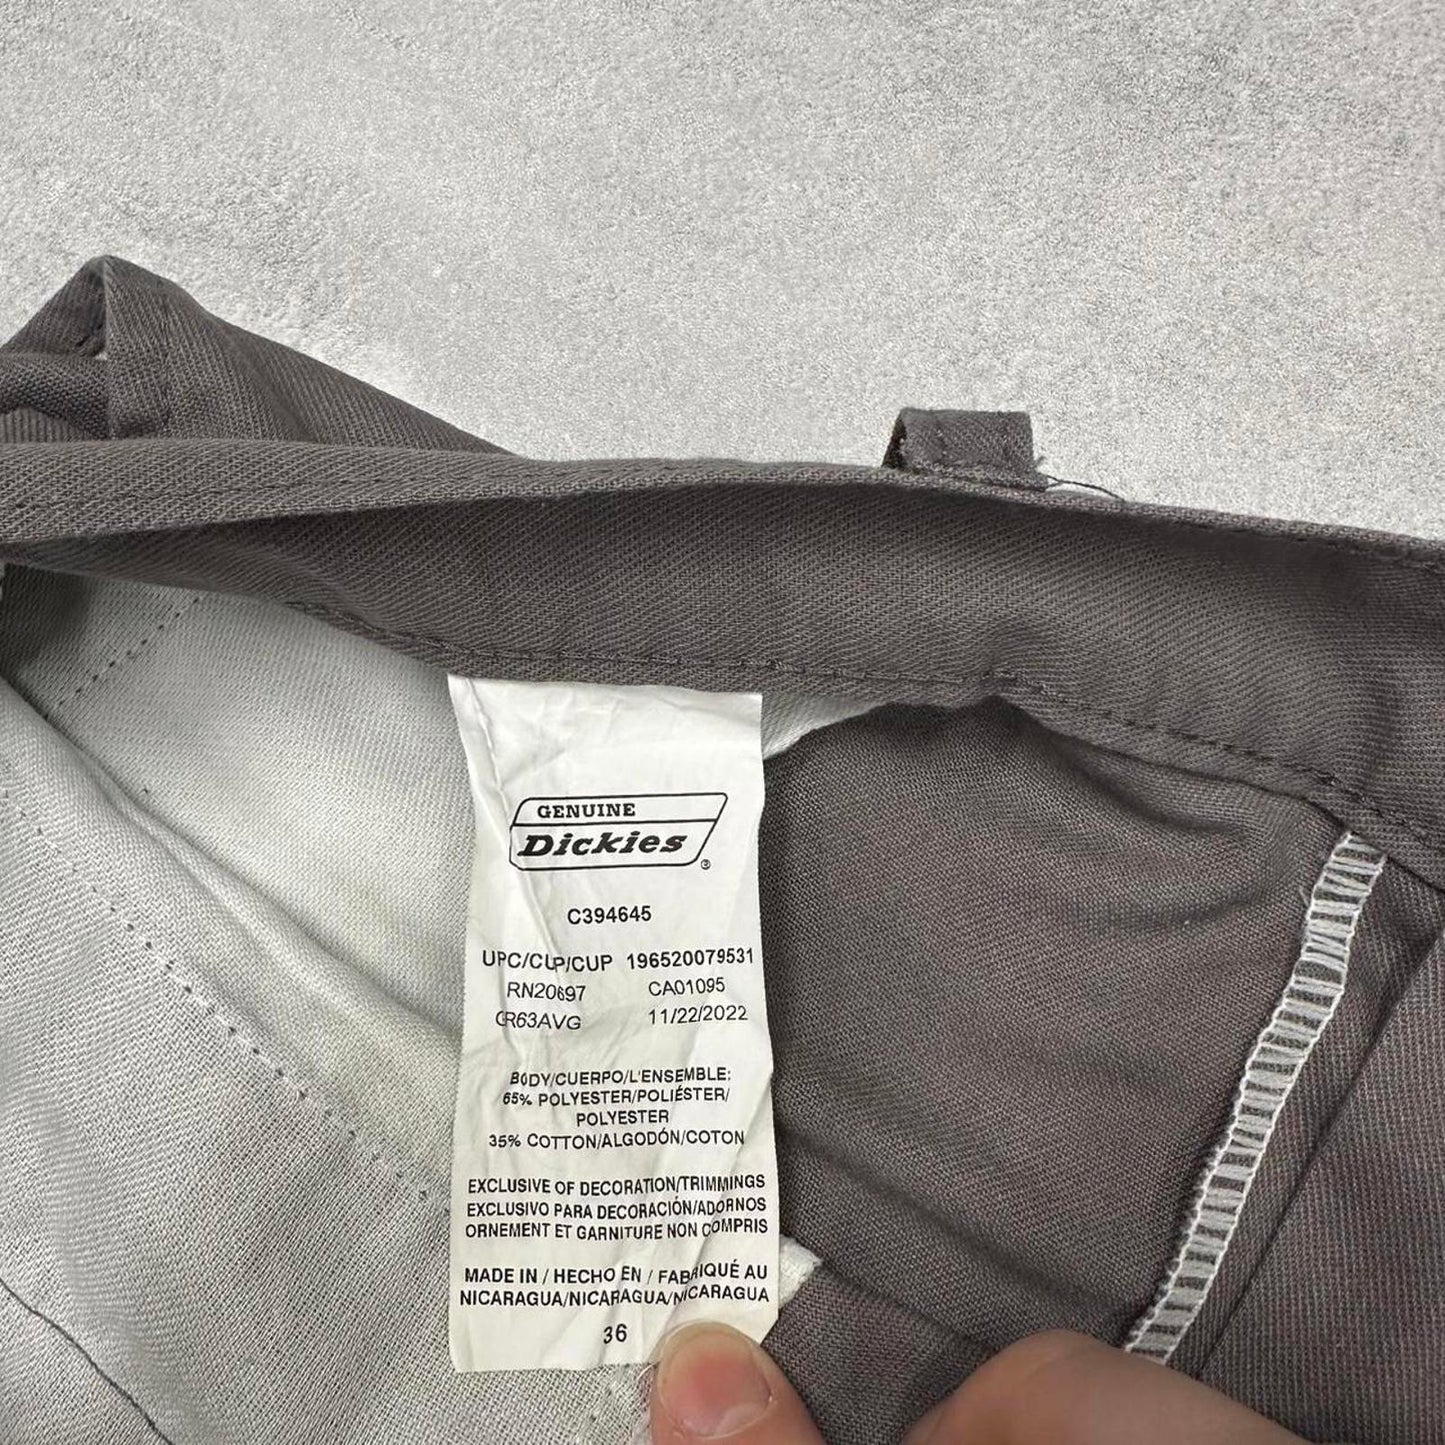 GENUINE
Dickies
®
C394645
UPC/CUP/CUP 196520079531
RN20697 CA01095
CR63AVG 11/22/2022
BODY/CUERPO/L'ENSEMBLE:
65% POLYESTER/POLIÉSTER/
POLYESTER
35% COTTON/ALGODÓN/COTON
EXCLUSIVE OF DECORATION/TRIMMINGS
EXCLUSIVO PARA DECORACIÓN/ADORNOS
ORNEMENT ET GARNITURE NON COMPRIS
MADE IN / HECHO EN / FABRIQUÉ AU
NICARAGUA/NICARAGUA/NICARAGUA
36